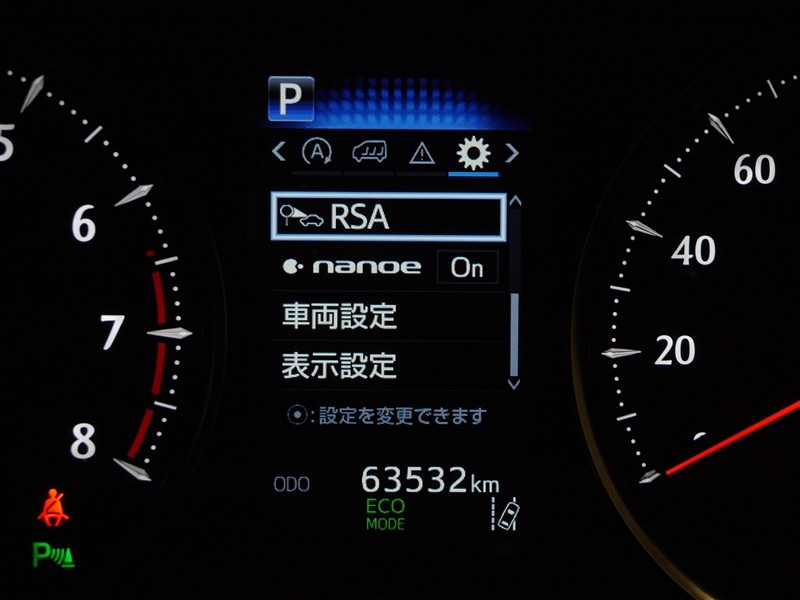 P
A
RSA
nanoe On
車両設定
表示設定
:設定を変更できます
ODO 63532km
ECO
MODE
5
6
7
8
P
60
40
20